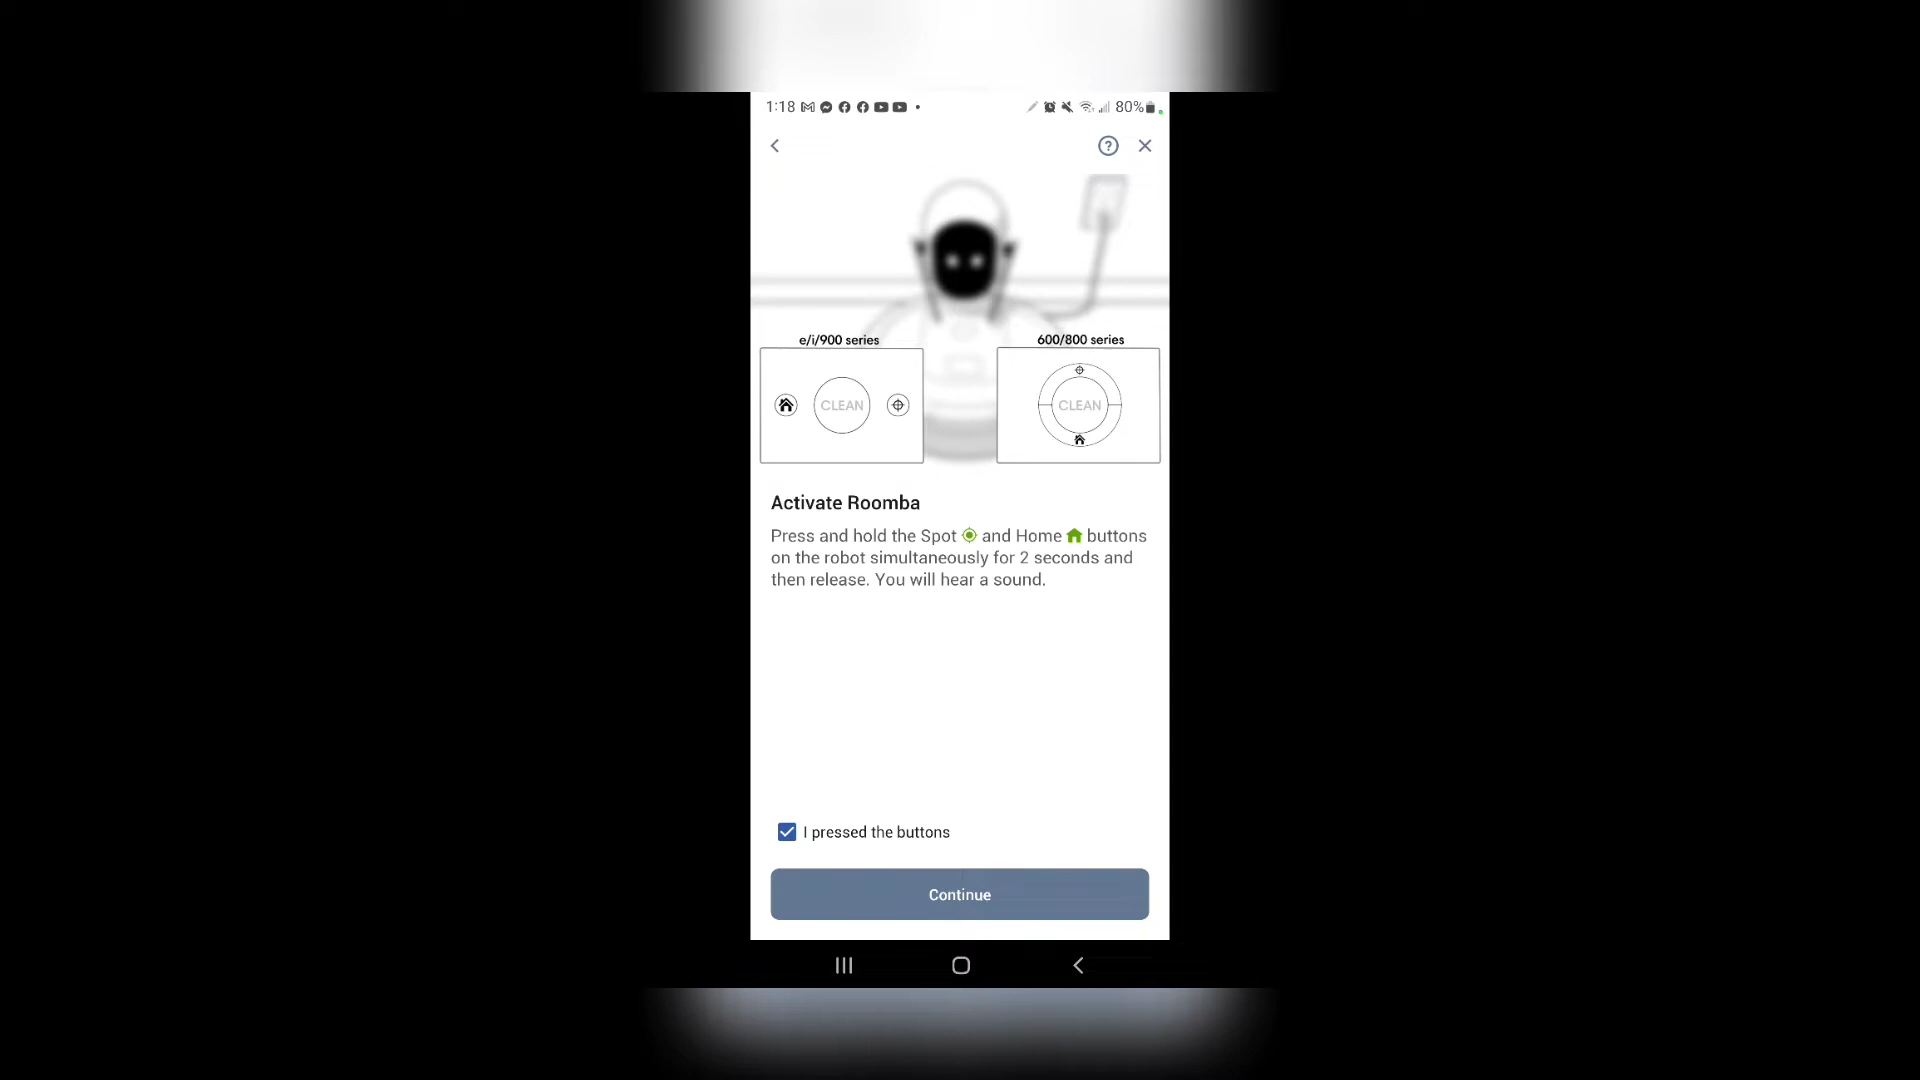 1:18 80%
e/i/900 series 600/800 series
CLEAN CLEAN
Activate Roomba
Press and hold the Spot and Home buttons
on the robot simultaneously for 2 seconds and
then release. You will hear a sound.
I pressed the buttons
Continue